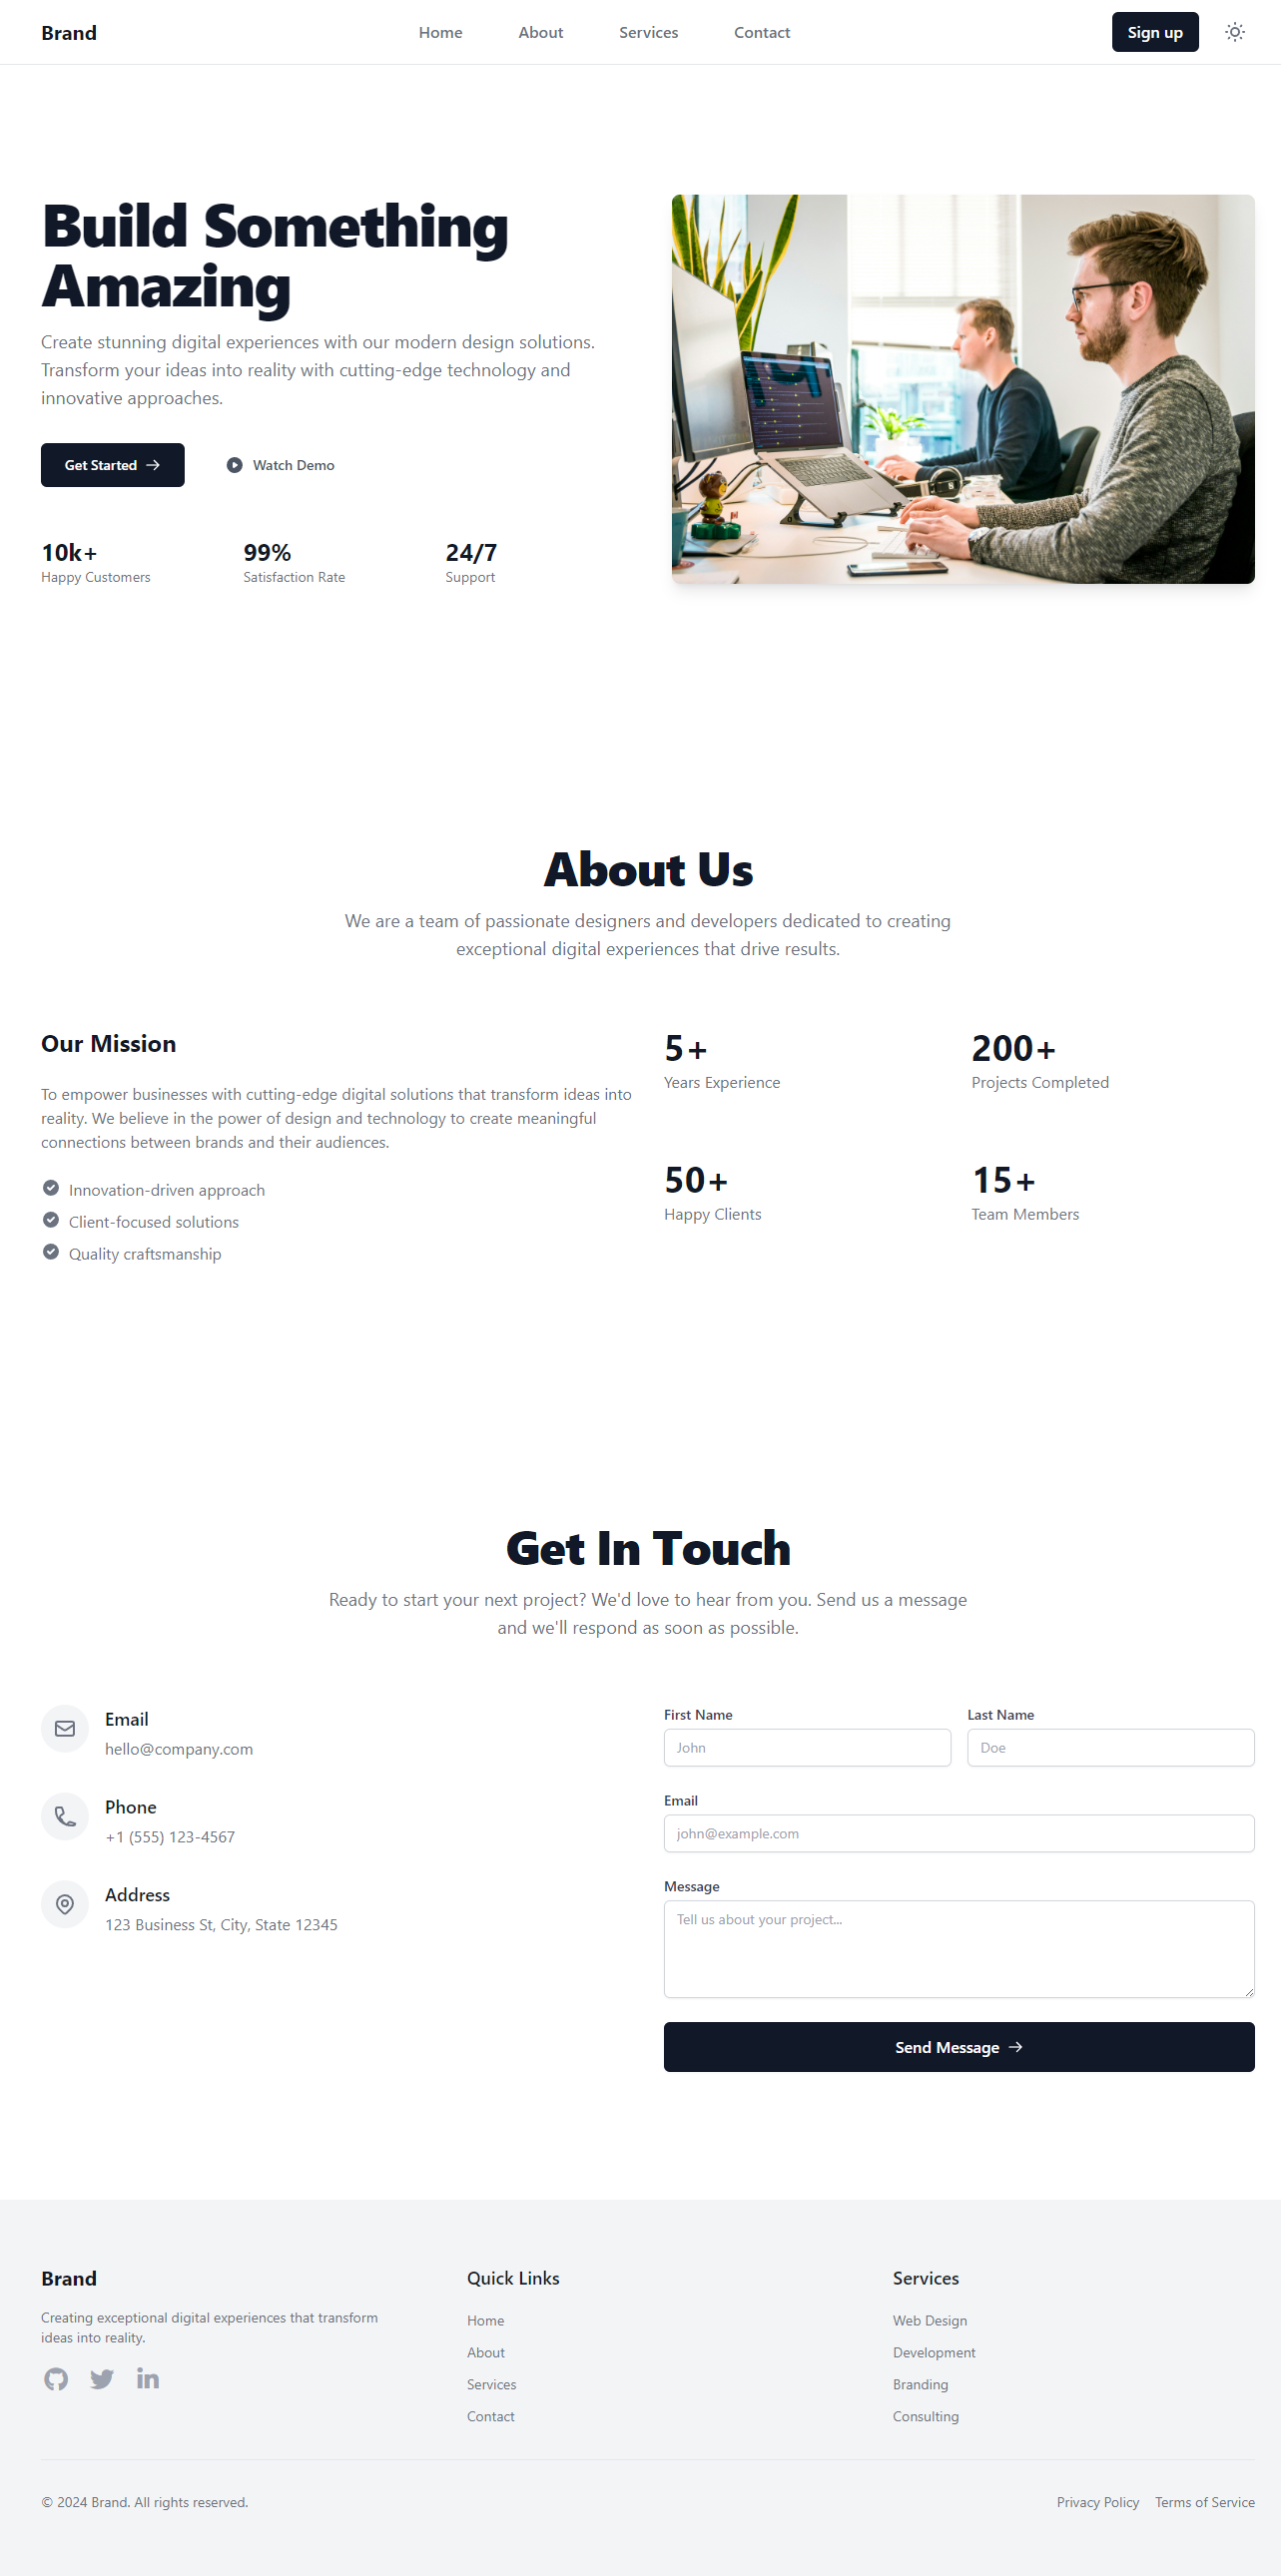 Brand
Home
About
Services
Contact
Sign up
Build Something
Amazing
Create stunning digital experiences with our modern design solutions.
Transform your ideas into reality with cutting-edge technology and
innovative approaches.
Get Started
Watch Demo
10k+
Happy Customers
99%
Satisfaction Rate
24/7
Support
About Us
We are a team of passionate designers and developers dedicated to creating
exceptional digital experiences that drive results.
Our Mission
To empower businesses with cutting-edge digital solutions that transform ideas into
reality. We believe in the power of design and technology to create meaningful
connections between brands and their audiences.
Innovation-driven approach
Client-focused solutions
Quality craftsmanship
5+
Years Experience
200+
Projects Completed
50+
Happy Clients
15+
Team Members
Get In Touch
Ready to start your next project? We'd love to hear from you. Send us a message
and we'll respond as soon as possible.
Email
hello@company.com
Phone
+1 (555) 123-4567
Address
123 Business St, City, State 12345
First Name
John
Last Name
Doe
Email
john@example.com
Message
Tell us about your project...
Send Message
Brand
Creating exceptional digital experiences that transform
ideas into reality.
Quick Links
Home
About
Services
Contact
Services
Web Design
Development
Branding
Consulting
© 2024 Brand. All rights reserved.
Privacy Policy
Terms of Service